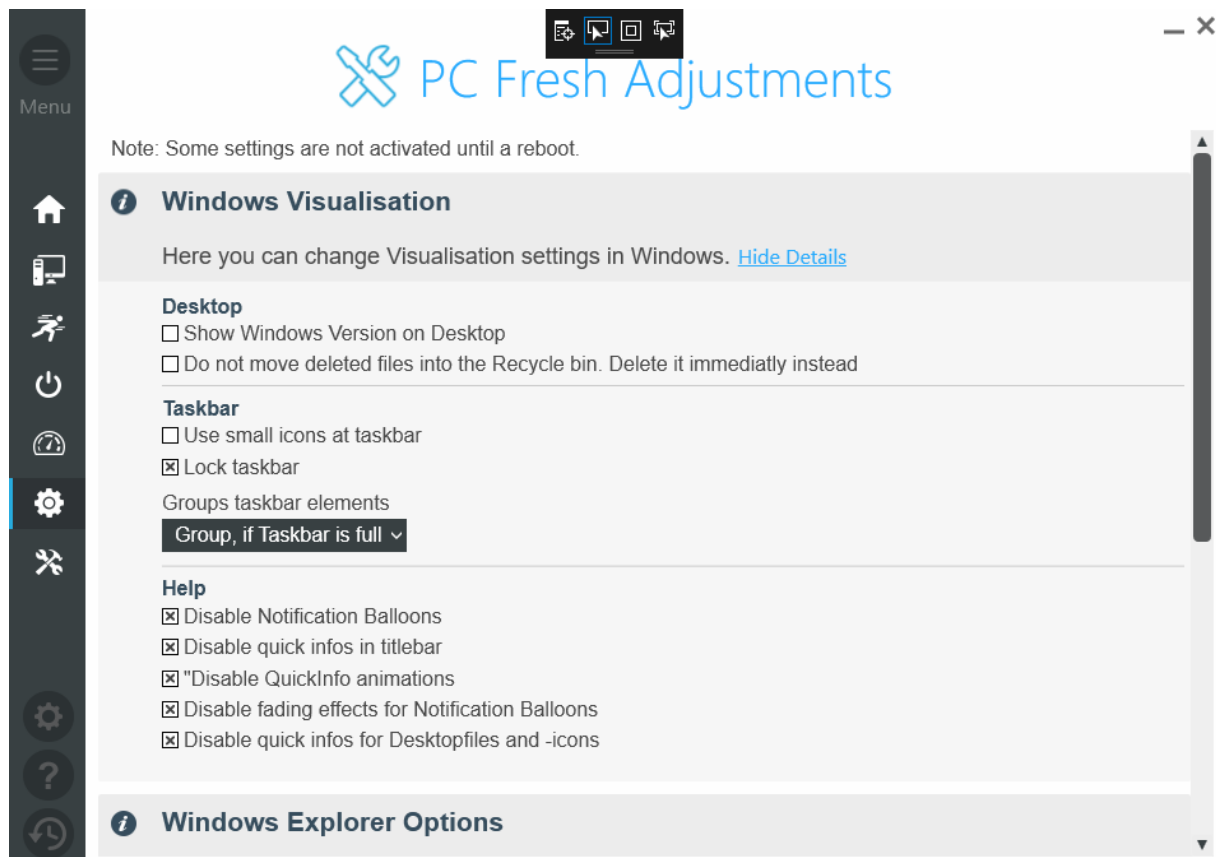 PC Fresh Adjustments
Menu
Note: Some settings are not activated until a reboot.
Windows Visualisation
Here you can change Visualisation settings in Windows. Hide Details
Desktop
Show Windows Version on Desktop
Do not move deleted files into the Recycle bin. Delete it immediatly instead
Taskbar
Use small icons at taskbar
Lock taskbar
Groups taskbar elements
Group, if Taskbar is full
Help
Disable Notification Balloons
Disable quick infos in titlebar
"Disable QuickInfo animations
Disable fading effects for Notification Balloons
Disable quick infos for Desktopfiles and -icons
Windows Explorer Options